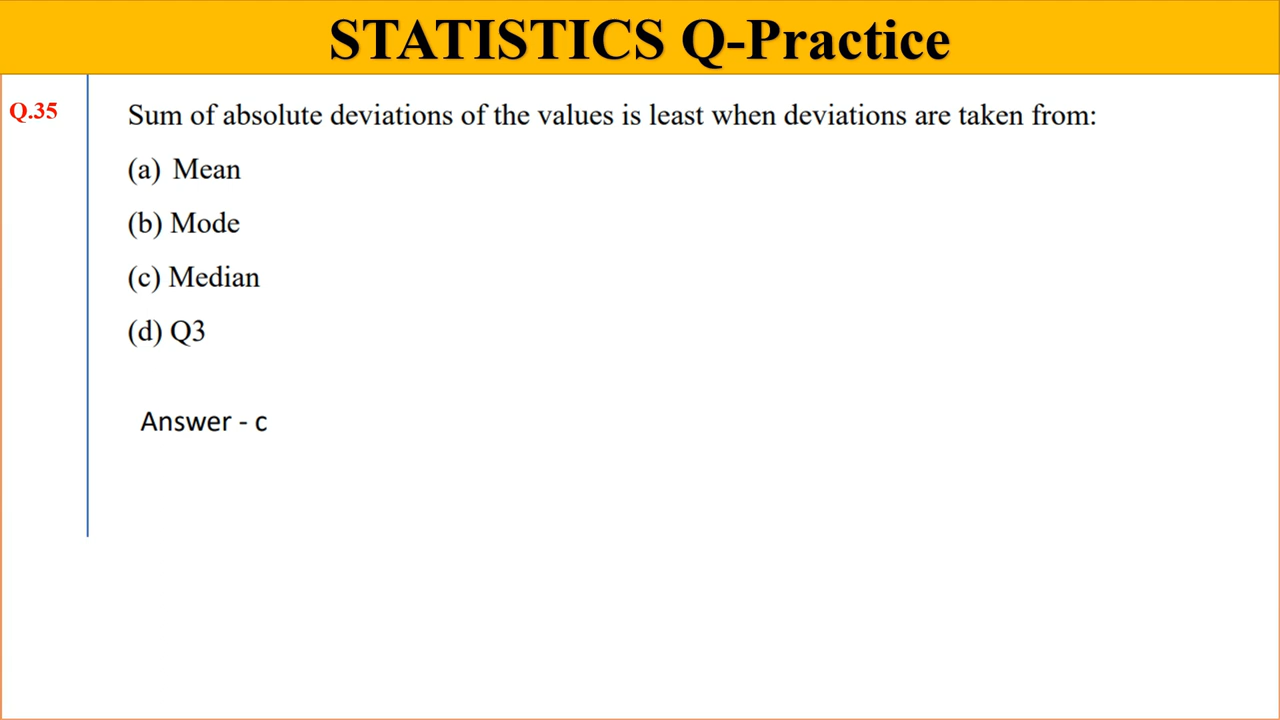 STATISTICS Q-Practice
Q.35
Sum of absolute deviations of the values is least when deviations are taken from:
(a) Mean
(b) Mode
(c) Median
(d) Q3
Answer - c